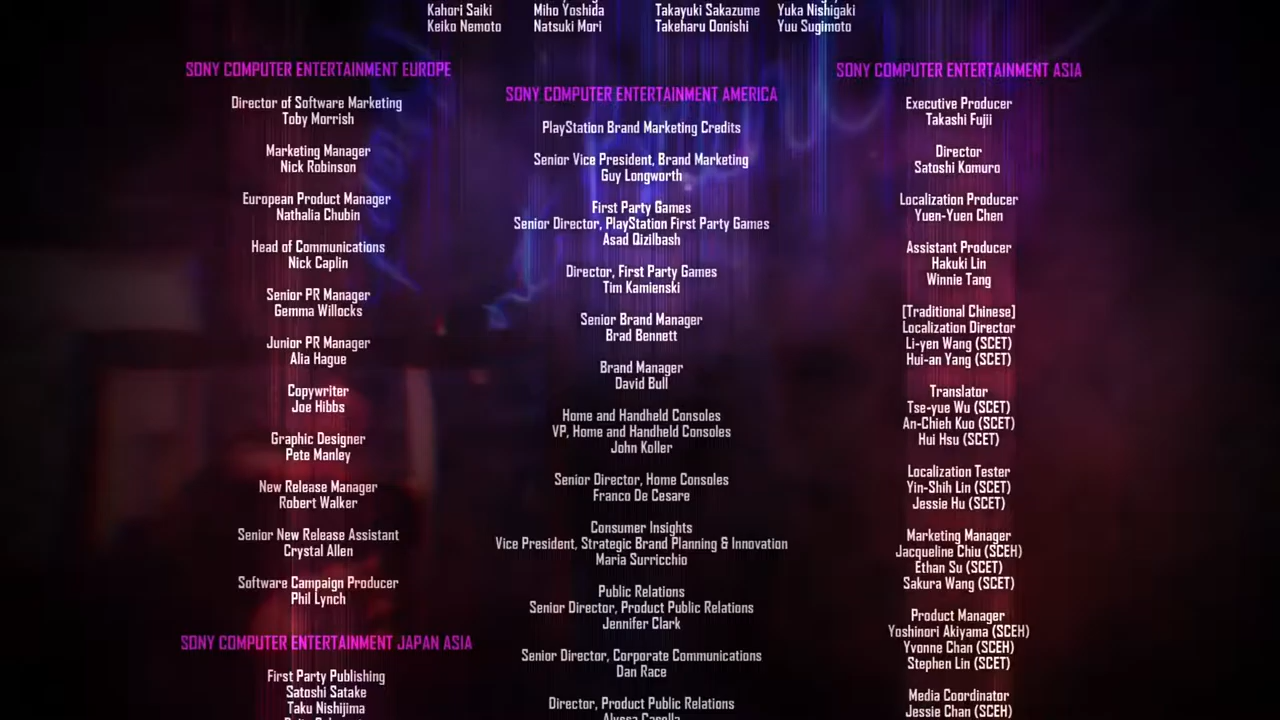 Kahori Saiki
Keiko Nemoto
Miho Yoshida
Natsuki Mori
Takayuki Sakazume
Takeharu Oonishi
Yuka Nishigaki
Yuu Sugimoto
SONY COMPUTER ENTERTAINMENT EUROPE
Director of Software Marketing
Toby Morrish
Marketing Manager
Nick Robinson
European Product Manager
Nathalia Chubin
Head of Communications
Nick Caplin
Senior PR Manager
Gemma Willocks
Junior PR Manager
Alia Hague
Copywriter
Joe Hibbs
Graphic Designer
Pete Manley
New Release Manager
Robert Walker
Senior New Release Assistant
Crystal Allen
Software Campaign Producer
Phil Lynch
SONY COMPUTER ENTERTAINMENT JAPAN ASIA
First Party Publishing
Satoshi Satake
Taku Nishijima
SONY COMPUTER ENTERTAINMENT AMERICA
PlayStation Brand Marketing Credits
Senior Vice President, Brand Marketing
Guy Longworth
First Party Games
Senior Director, PlayStation First Party Games
Asad Qizilbash
Director, First Party Games
Tim Kamienski
Senior Brand Manager
Brad Bennett
Brand Manager
David Bull
Home and Handheld Consoles
VP, Home and Handheld Consoles
John Koller
Senior Director, Home Consoles
Franco De Cesare
Consumer Insights
Vice President, Strategic Brand Planning & Innovation
Maria Surricchio
Public Relations
Senior Director, Product Public Relations
Jennifer Clark
Senior Director, Corporate Communications
Dan Race
Director, Product Public Relations
SONY COMPUTER ENTERTAINMENT ASIA
Executive Producer
Takashi Fujii
Director
Satoshi Komuro
Localization Producer
Yuen-Yuen Chen
Assistant Producer
Hakuki Lin
Winnie Tang
[Traditional Chinese]
Localization Director
Li-yen Wang (SCET)
Hui-an Yang (SCET)
Translator
Tse-yue Wu (SCET)
An-Chieh Kuo (SCET)
Hui Hsu (SCET)
Localization Tester
Yin-Shih Lin (SCET)
Jessie Hu (SCET)
Marketing Manager
Jacqueline Chiu (SCEH)
Ethan Su (SCET)
Sakura Wang (SCET)
Product Manager
Yoshinori Akiyama (SCEH)
Yvonne Chan (SCEH)
Stephen Lin (SCET)
Media Coordinator
Jessie Chan (SCEH)